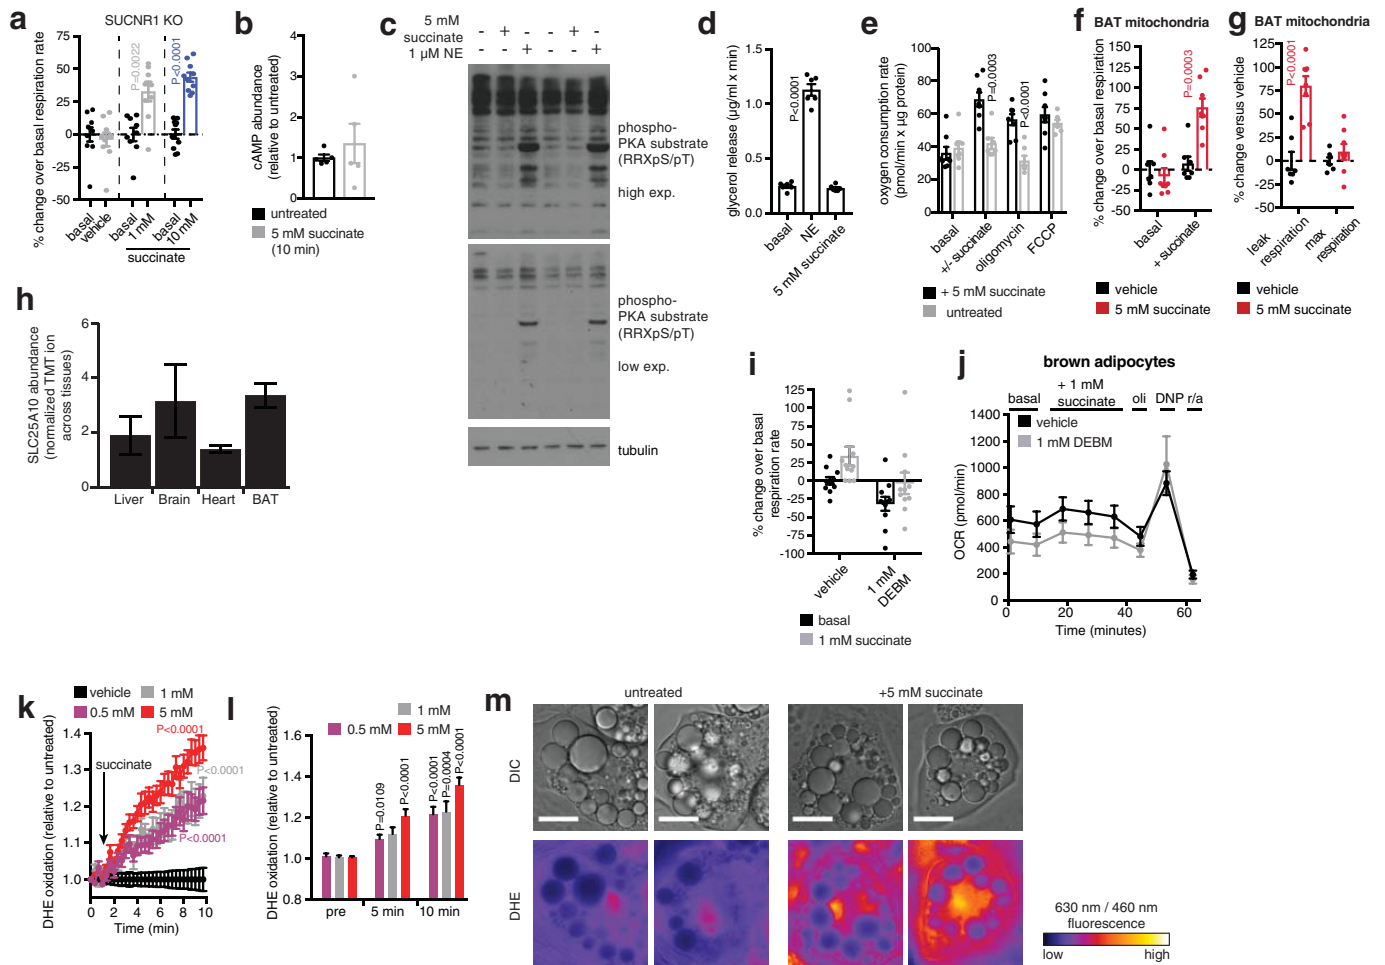 a
SUCNR1 KO
% change over basal respiration rate
75
50
25
0
-25
-50
P=0.0022
P<0.0001
basal
vehicle
basal
1 mM
basal
10 mM
succinate
b
cAMP abundance
(relative to untreated)
4
3
2
1
0
untreated
5 mM succinate
(10 min)
c
5 mM
succinate
- + - - + -
1 µM NE
- - + - - +
phospho-
PKA substrate
(RRXpS/pT)
high exp.
phospho-
PKA substrate
(RRXpS/pT)
low exp.
tubulin
d
glycerol release (µg/ml x min)
1.5
1.0
0.5
0.0
P<0.0001
basal
NE
5 mM succinate
e
oxygen consumption rate
(pmol/min x µg protein)
100
80
60
40
20
0
P=0.0003
P<0.0001
basal
+/- succinate
oligomycin
FCCP
+ 5 mM succinate
untreated
f
BAT mitochondria
% change over basal respiration
150
125
100
75
50
25
0
-25
-50
P=0.0003
basal
+ succinate
vehicle
5 mM succinate
g
BAT mitochondria
% change versus vehicle
125
100
75
50
25
0
-25
-50
P<0.0001
leak
respiration
max
respiration
vehicle
5 mM succinate
h
SLC25A10 abundance
(normalized TMT ion
across tissues)
6
4
2
0
Liver
Brain
Heart
BAT
i
% change over basal
respiration rate
125
100
75
50
25
0
-25
-50
-75
-100
vehicle
1 mM
DEBM
basal
1 mM succinate
j
brown adipocytes
basal
+ 1 mM
succinate
oli
DNP
r/a
vehicle
1 mM DEBM
OCR (pmol/min)
1400
1200
1000
800
600
400
200
0
0
20
40
60
Time (minutes)
k
vehicle
1 mM
0.5 mM
5 mM
DHE oxidation (relative to untreated)
1.4
1.3
1.2
1.1
1.0
succinate
P<0.0001
P<0.0001
P<0.0001
0
2
4
6
8
10
Time (min)
l
1 mM
0.5 mM
5 mM
DHE oxidation (relative to untreated)
1.6
1.4
1.2
1.0
0.8
P=0.0109
P<0.0001
P<0.0001
P=0.0004
P<0.0001
pre
5 min
10 min
m
untreated
+5 mM succinate
DIC
DHE
630 nm / 460 nm
fluorescence
low
high